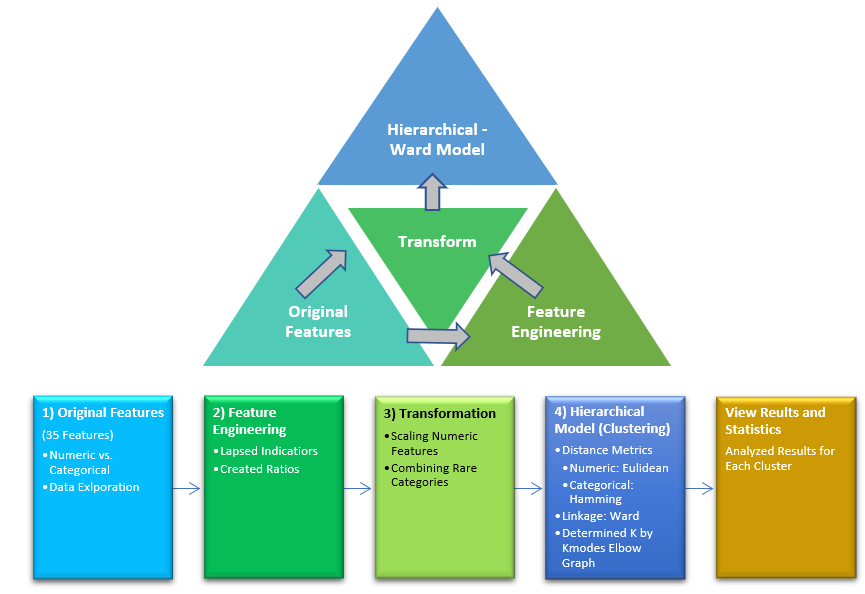 Hierarchical -
Ward Model
Transform
Original
Features
Feature
Engineering
1) Original Features
(35 Features)
•Numeric vs.
Categorical
•Data Exlporation
2) Feature
Engineering
•Lapsed Indicatiors
•Created Ratios
3) Transformation
•Scaling Numeric
Features
•Combining Rare
Categories
4) Hierarchical
Model (Clustering)
•Distance Metrics
•Numeric: Eulidean
•Categorical:
Hamming
•Linkage: Ward
•Determined K by
Kmodes Elbow
Graph
View Reults and
Statistics
Analyzed Results for
Each Cluster